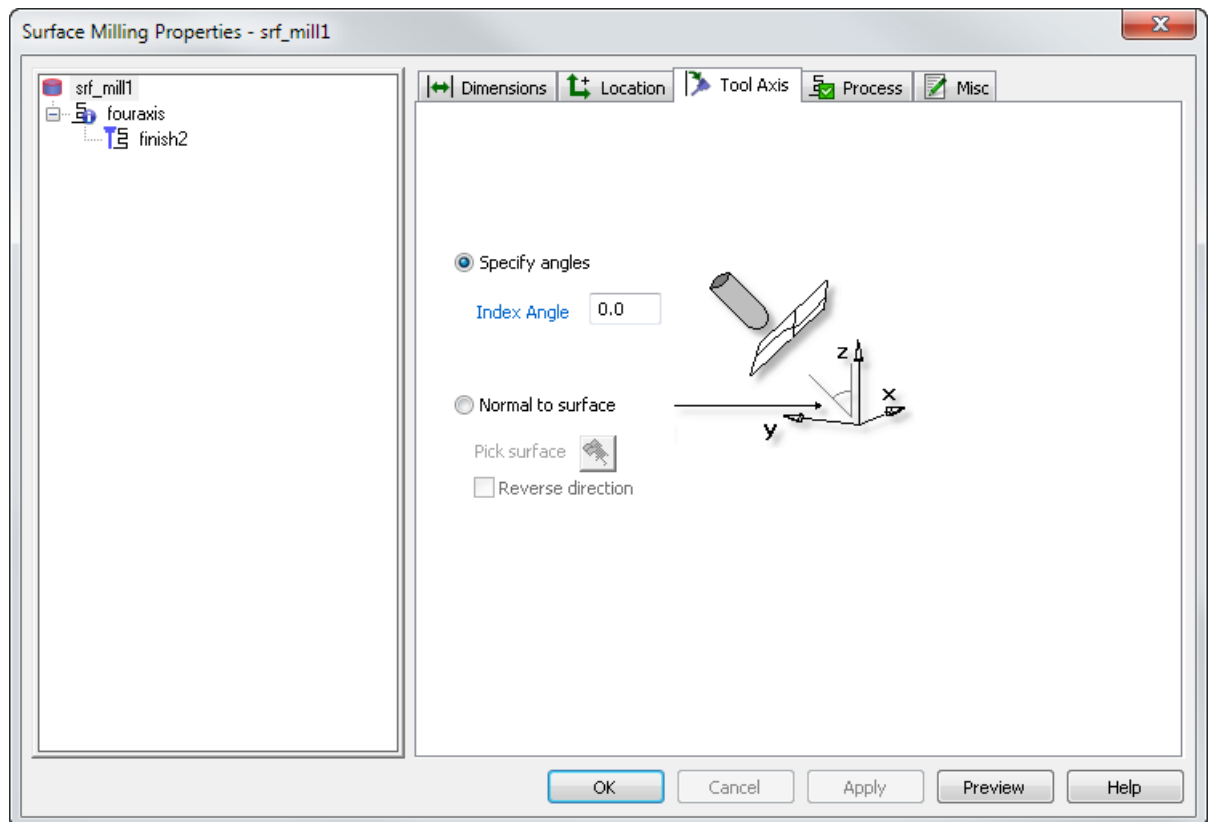 Surface Milling Properties - srf_mill1
srf_mill1
fouraxis
finish2
Dimensions
Location
Tool Axis
Process
Misc
Specify angles
Index Angle
0.0
Normal to surface
Pick surface
Reverse direction
z
x
y
OK
Cancel
Apply
Preview
Help